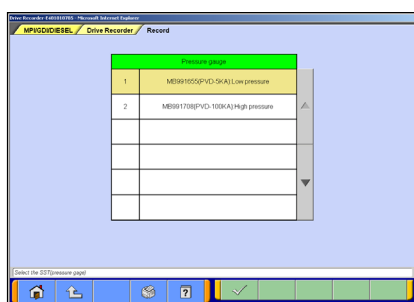 Drive Recorder-E401010705 - Microsoft Internet Explorer
MPI/GDI/DIESEL Drive Recorder Record
Pressure gauge
1 MB991655(PVD-5KA):Low pressure
2 MB991708(PVD-100KA):High pressure
Select the SST(pressure gage)
?